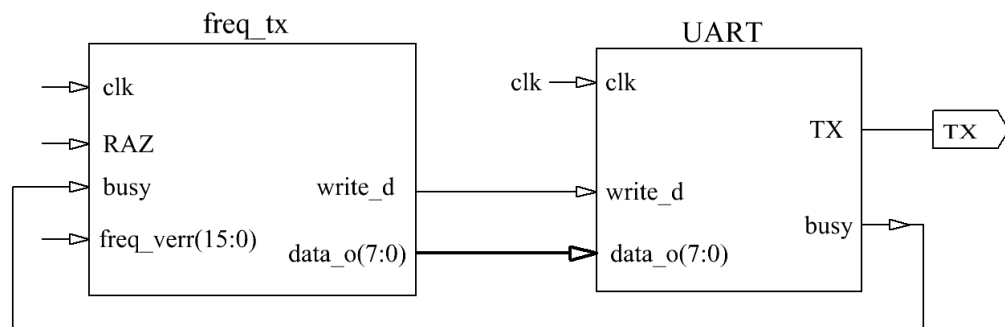 freq_tx
UART
clk
clk
clk
RAZ
TX
TX
busy
write_d
write_d
busy
freq_verr(15:0)
data_o(7:0)
data_o(7:0)